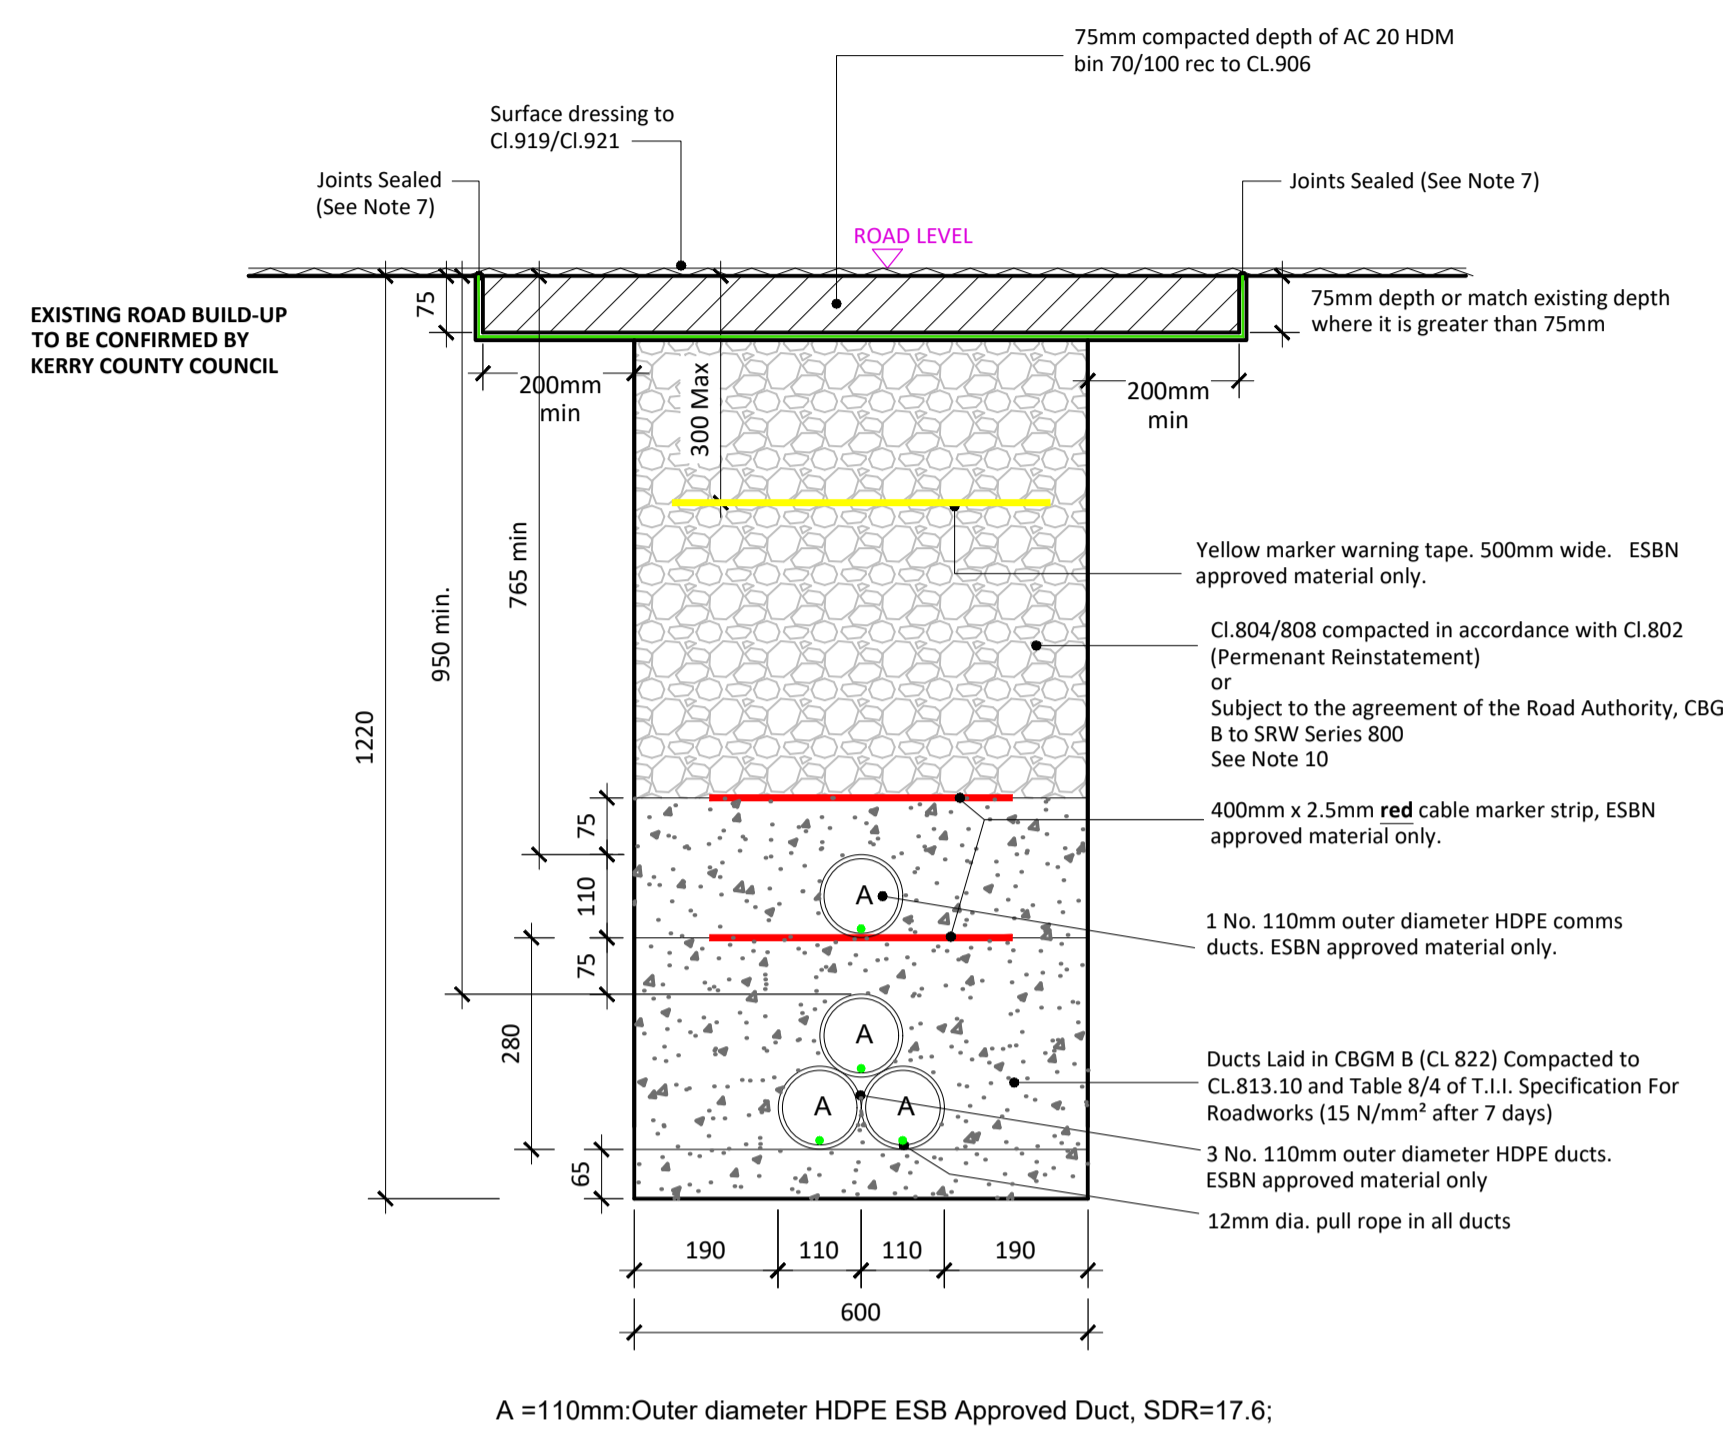 75mm compacted depth of AC 20 HDM
bin 70/100 rec to CL.906
Surface dressing to
Cl.919/Cl.921
Joints Sealed
(See Note 7)
Joints Sealed (See Note 7)
ROAD LEVEL
EXISTING ROAD BUILD-UP
TO BE CONFIRMED BY
KERRY COUNTY COUNCIL
75
75mm depth or match existing depth
where it is greater than 75mm
200mm
min
300 Max
200mm
min
765 min
950 min.
1220
Yellow marker warning tape. 500mm wide. ESBN
approved material only.
Cl.804/808 compacted in accordance with Cl.802
(Permenant Reinstatement)
or
Subject to the agreement of the Road Authority, CBG
B to SRW Series 800
See Note 10
400mm x 2.5mm red cable marker strip, ESBN
approved material only.
75
110
75
280
65
A
1 No. 110mm outer diameter HDPE comms
ducts. ESBN approved material only.
A
A A
Ducts Laid in CBGM B (CL 822) Compacted to
CL.813.10 and Table 8/4 of T.I.I. Specification For
Roadworks (15 N/mm² after 7 days)
3 No. 110mm outer diameter HDPE ducts.
ESBN approved material only
12mm dia. pull rope in all ducts
190 110 110 190
600
A =110mm:Outer diameter HDPE ESB Approved Duct, SDR=17.6;